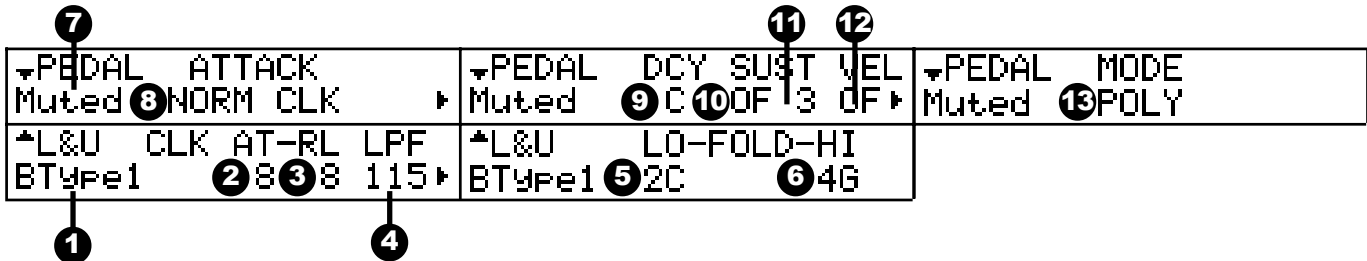 7 11 12
▾PEDAL ATTACK
Muted 8 NORM CLK ▸
▾PEDAL DCY SUST VEL
Muted 9 C 10 OF 3 OF▸
▾PEDAL MODE
Muted 13 POLY
▴L&U CLK AT-RL LPF
BType1 2 8 3 8 115▸
▴L&U LO-FOLD-HI
BType1 5 2C 6 4G
1 4